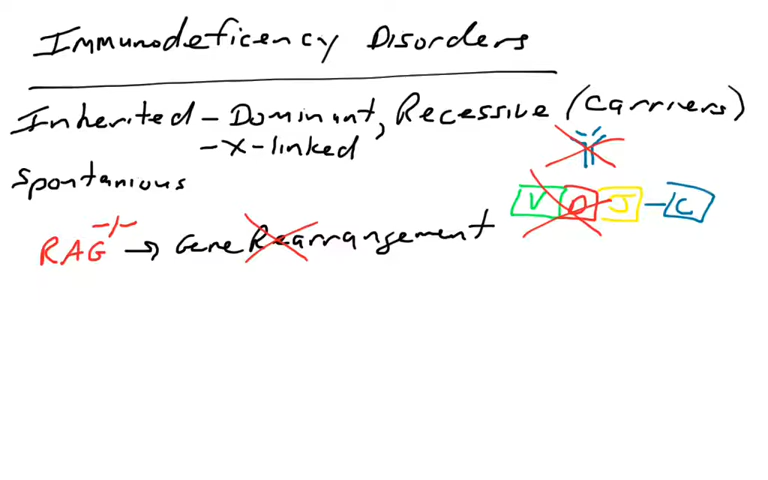 Immunodeficency Disorders
Inherited - Dominant, Recessive (Carriers)
- X-linked
Spontanious
V D J - C
RAG -/- → Gene Rearrangement